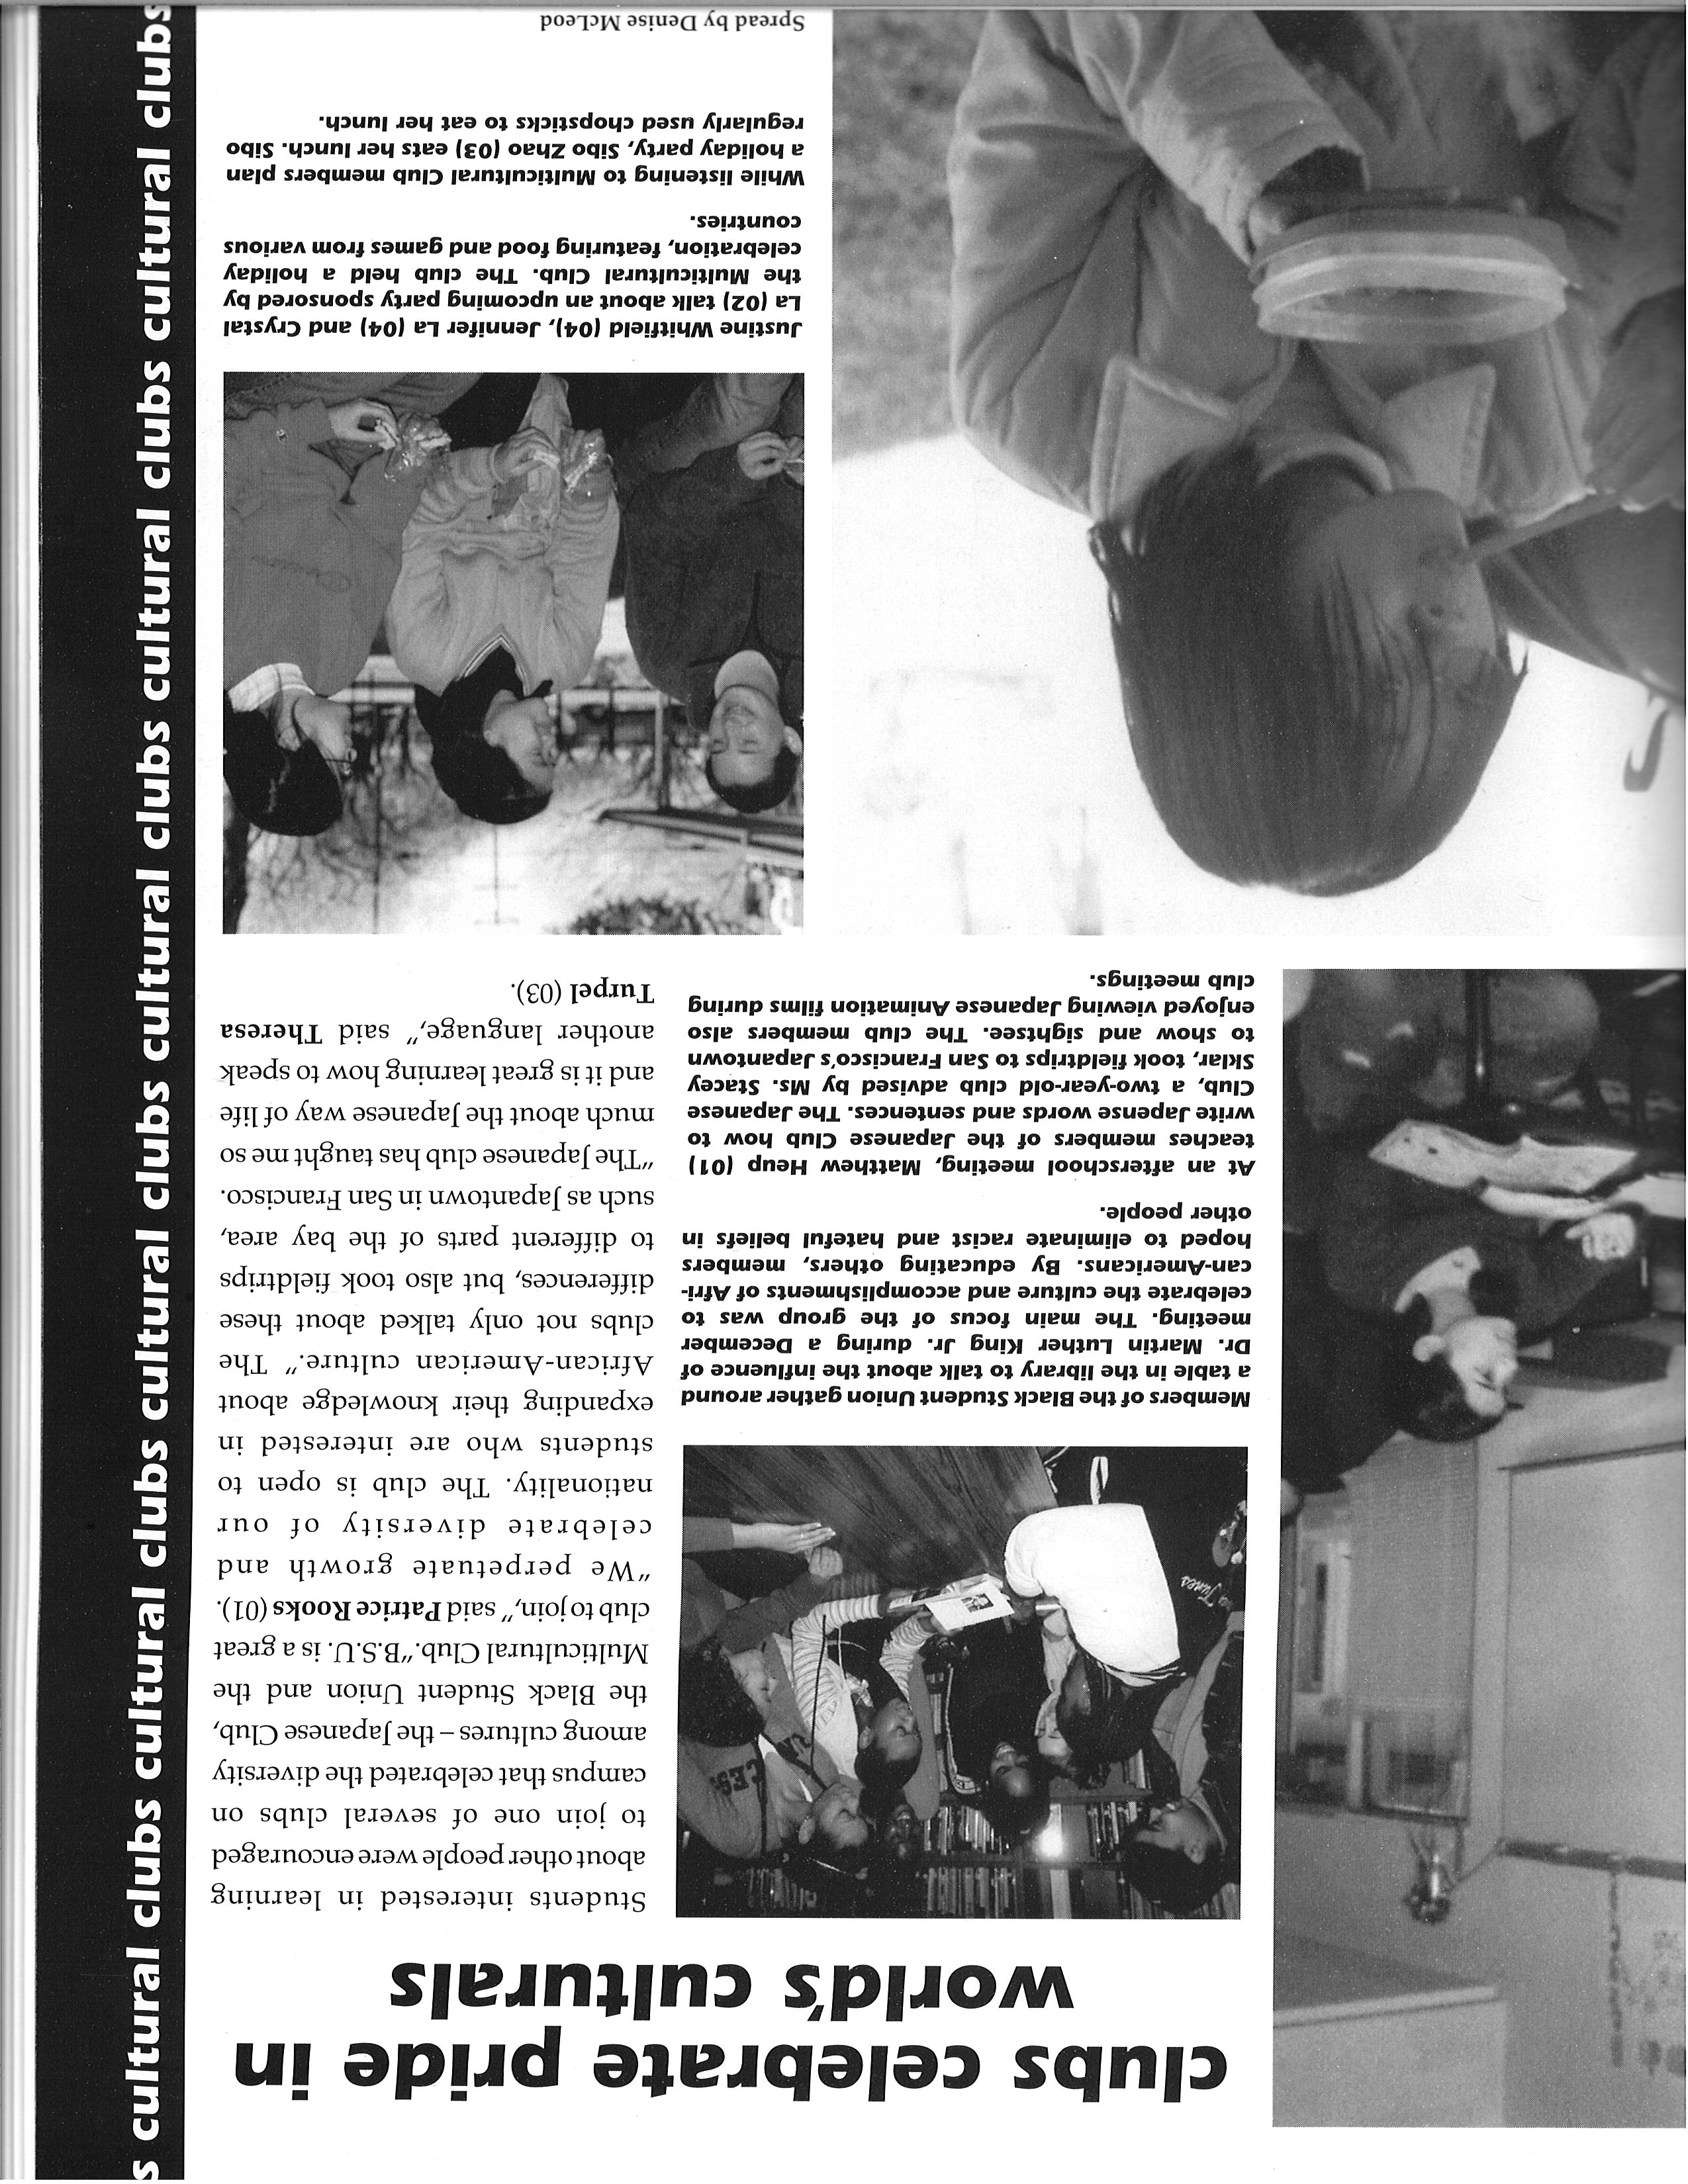 clubs celebrate pride in
world's culturals
Students interested in learning
about other people were encouraged
to join one of several clubs on
campus that celebrated the diversity
among cultures – the Japanese Club,
the Black Student Union and the
Multicultural Club. "B.S.U. is a great
club to join," said Patrice Rooks (01).
"We perpetuate growth and
celebrate diversity of our
nationality. The club is open to
students who are interested in
expanding their knowledge about
African-American culture." The
clubs not only talked about these
differences, but also took fieldtrips
to different parts of the bay area,
such as Japantown in San Francisco.
"The Japanese club has taught me so
much about the Japanese way of life
and it is great learning how to speak
another language," said Theresa
Turpel (03).
Members of the Black Student Union gather around
a table in the library to talk about the influence of
Dr. Martin Luther King Jr. during a December
meeting. The main focus of the group was to
celebrate the culture and accomplishments of Afri-
can-Americans. By educating others, members
hoped to eliminate racist and hateful beliefs in
other people.
At an afterschool meeting, Matthew Heup (01)
teaches members of the Japanese Club how to
write Japense words and sentences. The Japanese
Club, a two-year-old club advised by Ms. Stacey
Sklar, took fieldtrips to San Francisco's Japantown
to show and sightsee. The club members also
enjoyed viewing Japanese Animation films during
club meetings.
Justine Whitfield (04), Jennifer La (04) and Crystal
La (02) talk about an upcoming party sponsored by
the Multicultural Club. The club held a holiday
celebration, featuring food and games from various
countries.
While listening to Multicultural Club members plan
a holiday party, Sibo Zhao (03) eats her lunch. Sibo
regularly used chopsticks to eat her lunch.
Spread by Denise McLeod
s cultural clubs cultural clubs cultural clubs cultural clubs cultural clubs cultural clubs
Tunes